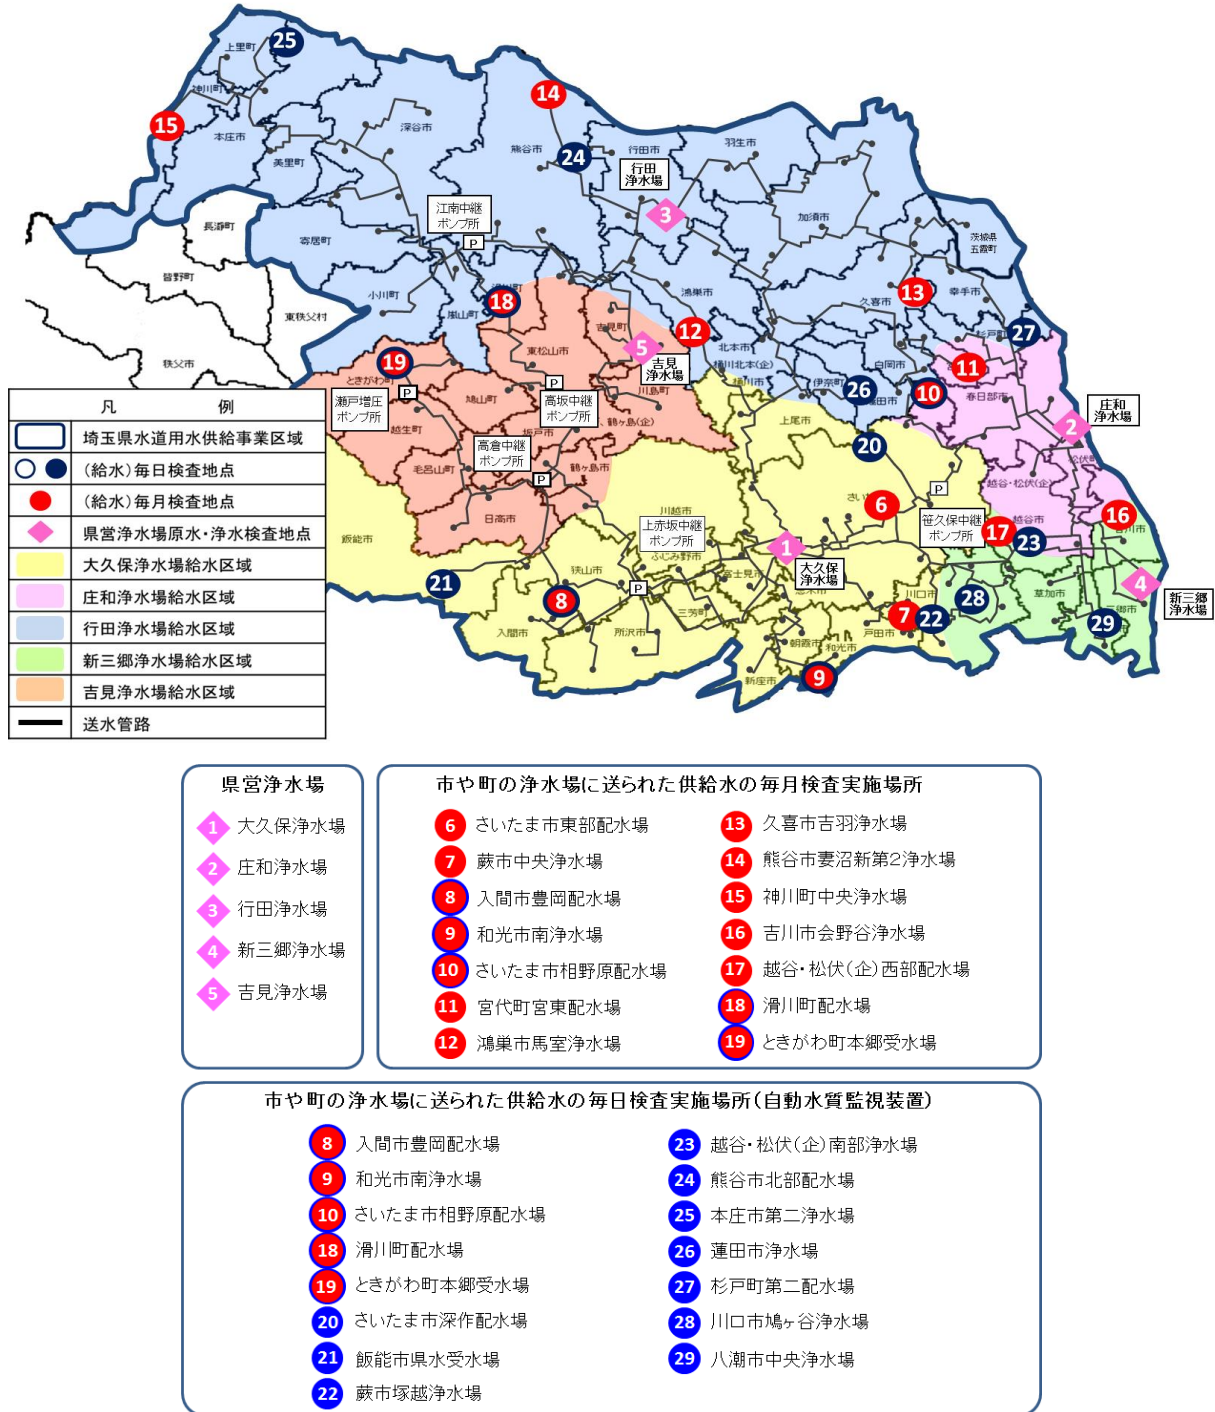 上里町
25
神川町
15
本庄市
美里町
深谷市
14
熊谷市
24
行田市
行田
浄水場
羽生市
3
加須市
茨城県
五霞町
江南中継
ポンプ所
P
長瀞町
寄居町
皆野町
小川町
嵐山町
18
東秩父村
秩父市
鴻巣市
久喜市
13
幸手市
吉見町
12
5
吉見
浄水場
東松山市
北本市
桶川北本(企)
杉戸町
27
白岡市
11
19
ときがわ町
P
瀬戸増圧
ポンプ所
鳩山町
P
高坂中継
ポンプ所
川島町
桶川市
伊奈町
26
10
春日部市
庄和
浄水場
2
越生町
坂戸市
、鶴ヶ島(企)
上尾市
20
高倉中継
ポンプ所
P
鶴ヶ島市
毛呂山町
松伏町
越谷・松伏(企)
P
日高市
川越市
6
16
飯能市
上赤坂中継
ポンプ所
ふじみ野市
笹久保中継
ポンプ所
17
越谷市
23
1
大久保
浄水場
富士見市
狭山市
21
8
P
三芳町
入間市
所沢市
川口市
7
22
戸田市
28
草加市
4
新三郷
浄水場
三郷市
29
朝霞市
和光市
9
新座市
凡 例
埼玉県水道用水供給事業区域
(給水)毎日検査地点
(給水)毎月検査地点
県営浄水場原水・浄水検査地点
大久保浄水場給水区域
庄和浄水場給水区域
行田浄水場給水区域
新三郷浄水場給水区域
吉見浄水場給水区域
送水管路
県営浄水場
1 大久保浄水場
2 庄和浄水場
3 行田浄水場
4 新三郷浄水場
5 吉見浄水場
市や町の浄水場に送られた供給水の毎月検査実施場所
6 さいたま市東部配水場
7 蕨市中央浄水場
8 入間市豊岡配水場
9 和光市南浄水場
10 さいたま市相野原配水場
11 宮代町宮東配水場
12 鴻巣市馬室浄水場
13 久喜市吉羽浄水場
14 熊谷市妻沼新第2浄水場
15 神川町中央浄水場
16 吉川市会野谷浄水場
17 越谷・松伏(企)西部配水場
18 滑川町配水場
19 ときがわ町本郷受水場
市や町の浄水場に送られた供給水の毎日検査実施場所(自動水質監視装置)
8 入間市豊岡配水場
9 和光市南浄水場
10 さいたま市相野原配水場
18 滑川町配水場
19 ときがわ町本郷受水場
20 さいたま市深作配水場
21 飯能市県水受水場
22 蕨市塚越浄水場
23 越谷・松伏(企)南部浄水場
24 熊谷市北部配水場
25 本庄市第二浄水場
26 蓮田市浄水場
27 杉戸町第二配水場
28 川口市鳩ヶ谷浄水場
29 八潮市中央浄水場